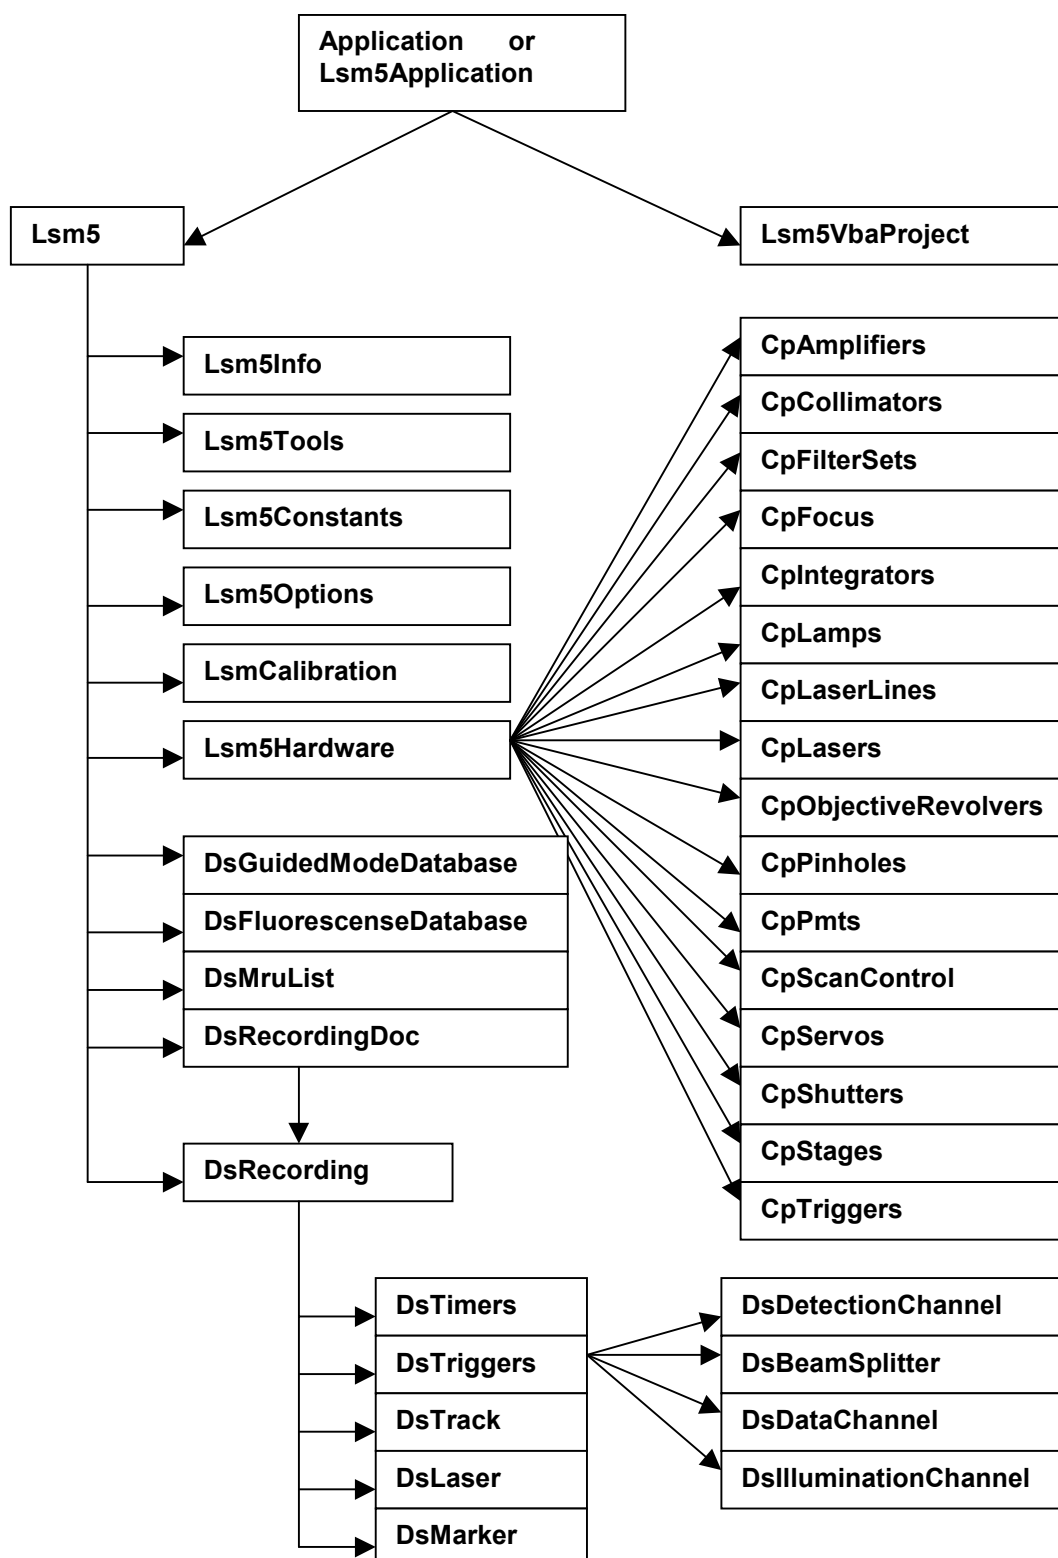 Application or
Lsm5Application
Lsm5
Lsm5VbaProject
Lsm5Info
Lsm5Tools
Lsm5Constants
Lsm5Options
LsmCalibration
Lsm5Hardware
DsGuidedModeDatabase
DsFluorescenseDatabase
DsMruList
DsRecordingDoc
DsRecording
CpAmplifiers
CpCollimators
CpFilterSets
CpFocus
CpIntegrators
CpLamps
CpLaserLines
CpLasers
CpObjectiveRevolvers
CpPinholes
CpPmts
CpScanControl
CpServos
CpShutters
CpStages
CpTriggers
DsTimers
DsTriggers
DsTrack
DsLaser
DsMarker
DsDetectionChannel
DsBeamSplitter
DsDataChannel
DsIlluminationChannel